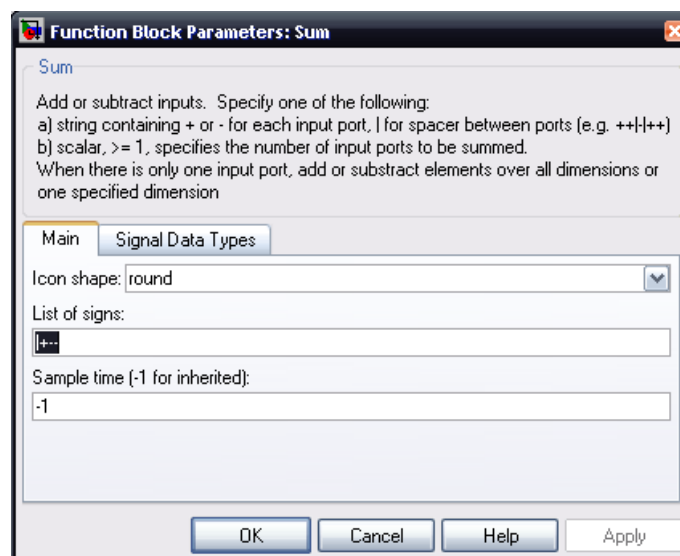 Function Block Parameters: Sum
Sum
Add or subtract inputs. Specify one of the following:
a) string containing + or - for each input port, | for spacer between ports (e.g. ++|-|++)
b) scalar, >= 1, specifies the number of input ports to be summed.
When there is only one input port, add or substract elements over all dimensions or
one specified dimension
Main
Signal Data Types
Icon shape: round
List of signs:
|+--
Sample time (-1 for inherited):
-1
OK
Cancel
Help
Apply